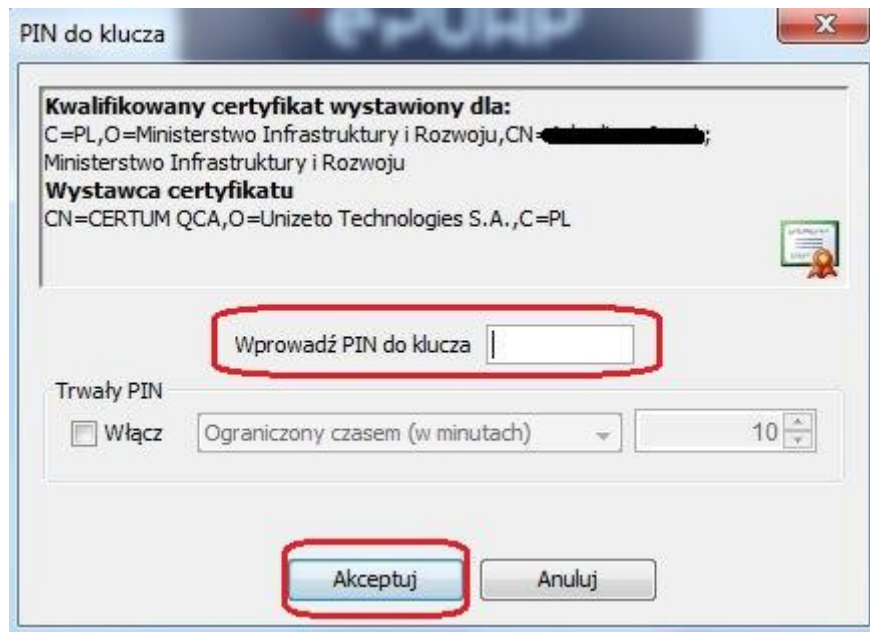 ePUAP
PIN do klucza
Kwalifikowany certyfikat wystawiony dla:
C=PL,O=Ministerstwo Infrastruktury i Rozwoju,CN=
Ministerstwo Infrastruktury i Rozwoju
Wystawca certyfikatu
CN=CERTUM QCA,O=Unizeto Technologies S.A.,C=PL
Wprowadź PIN do klucza
Trwały PIN
Włącz Ograniczony czasem (w minutach) 10
Akceptuj Anuluj